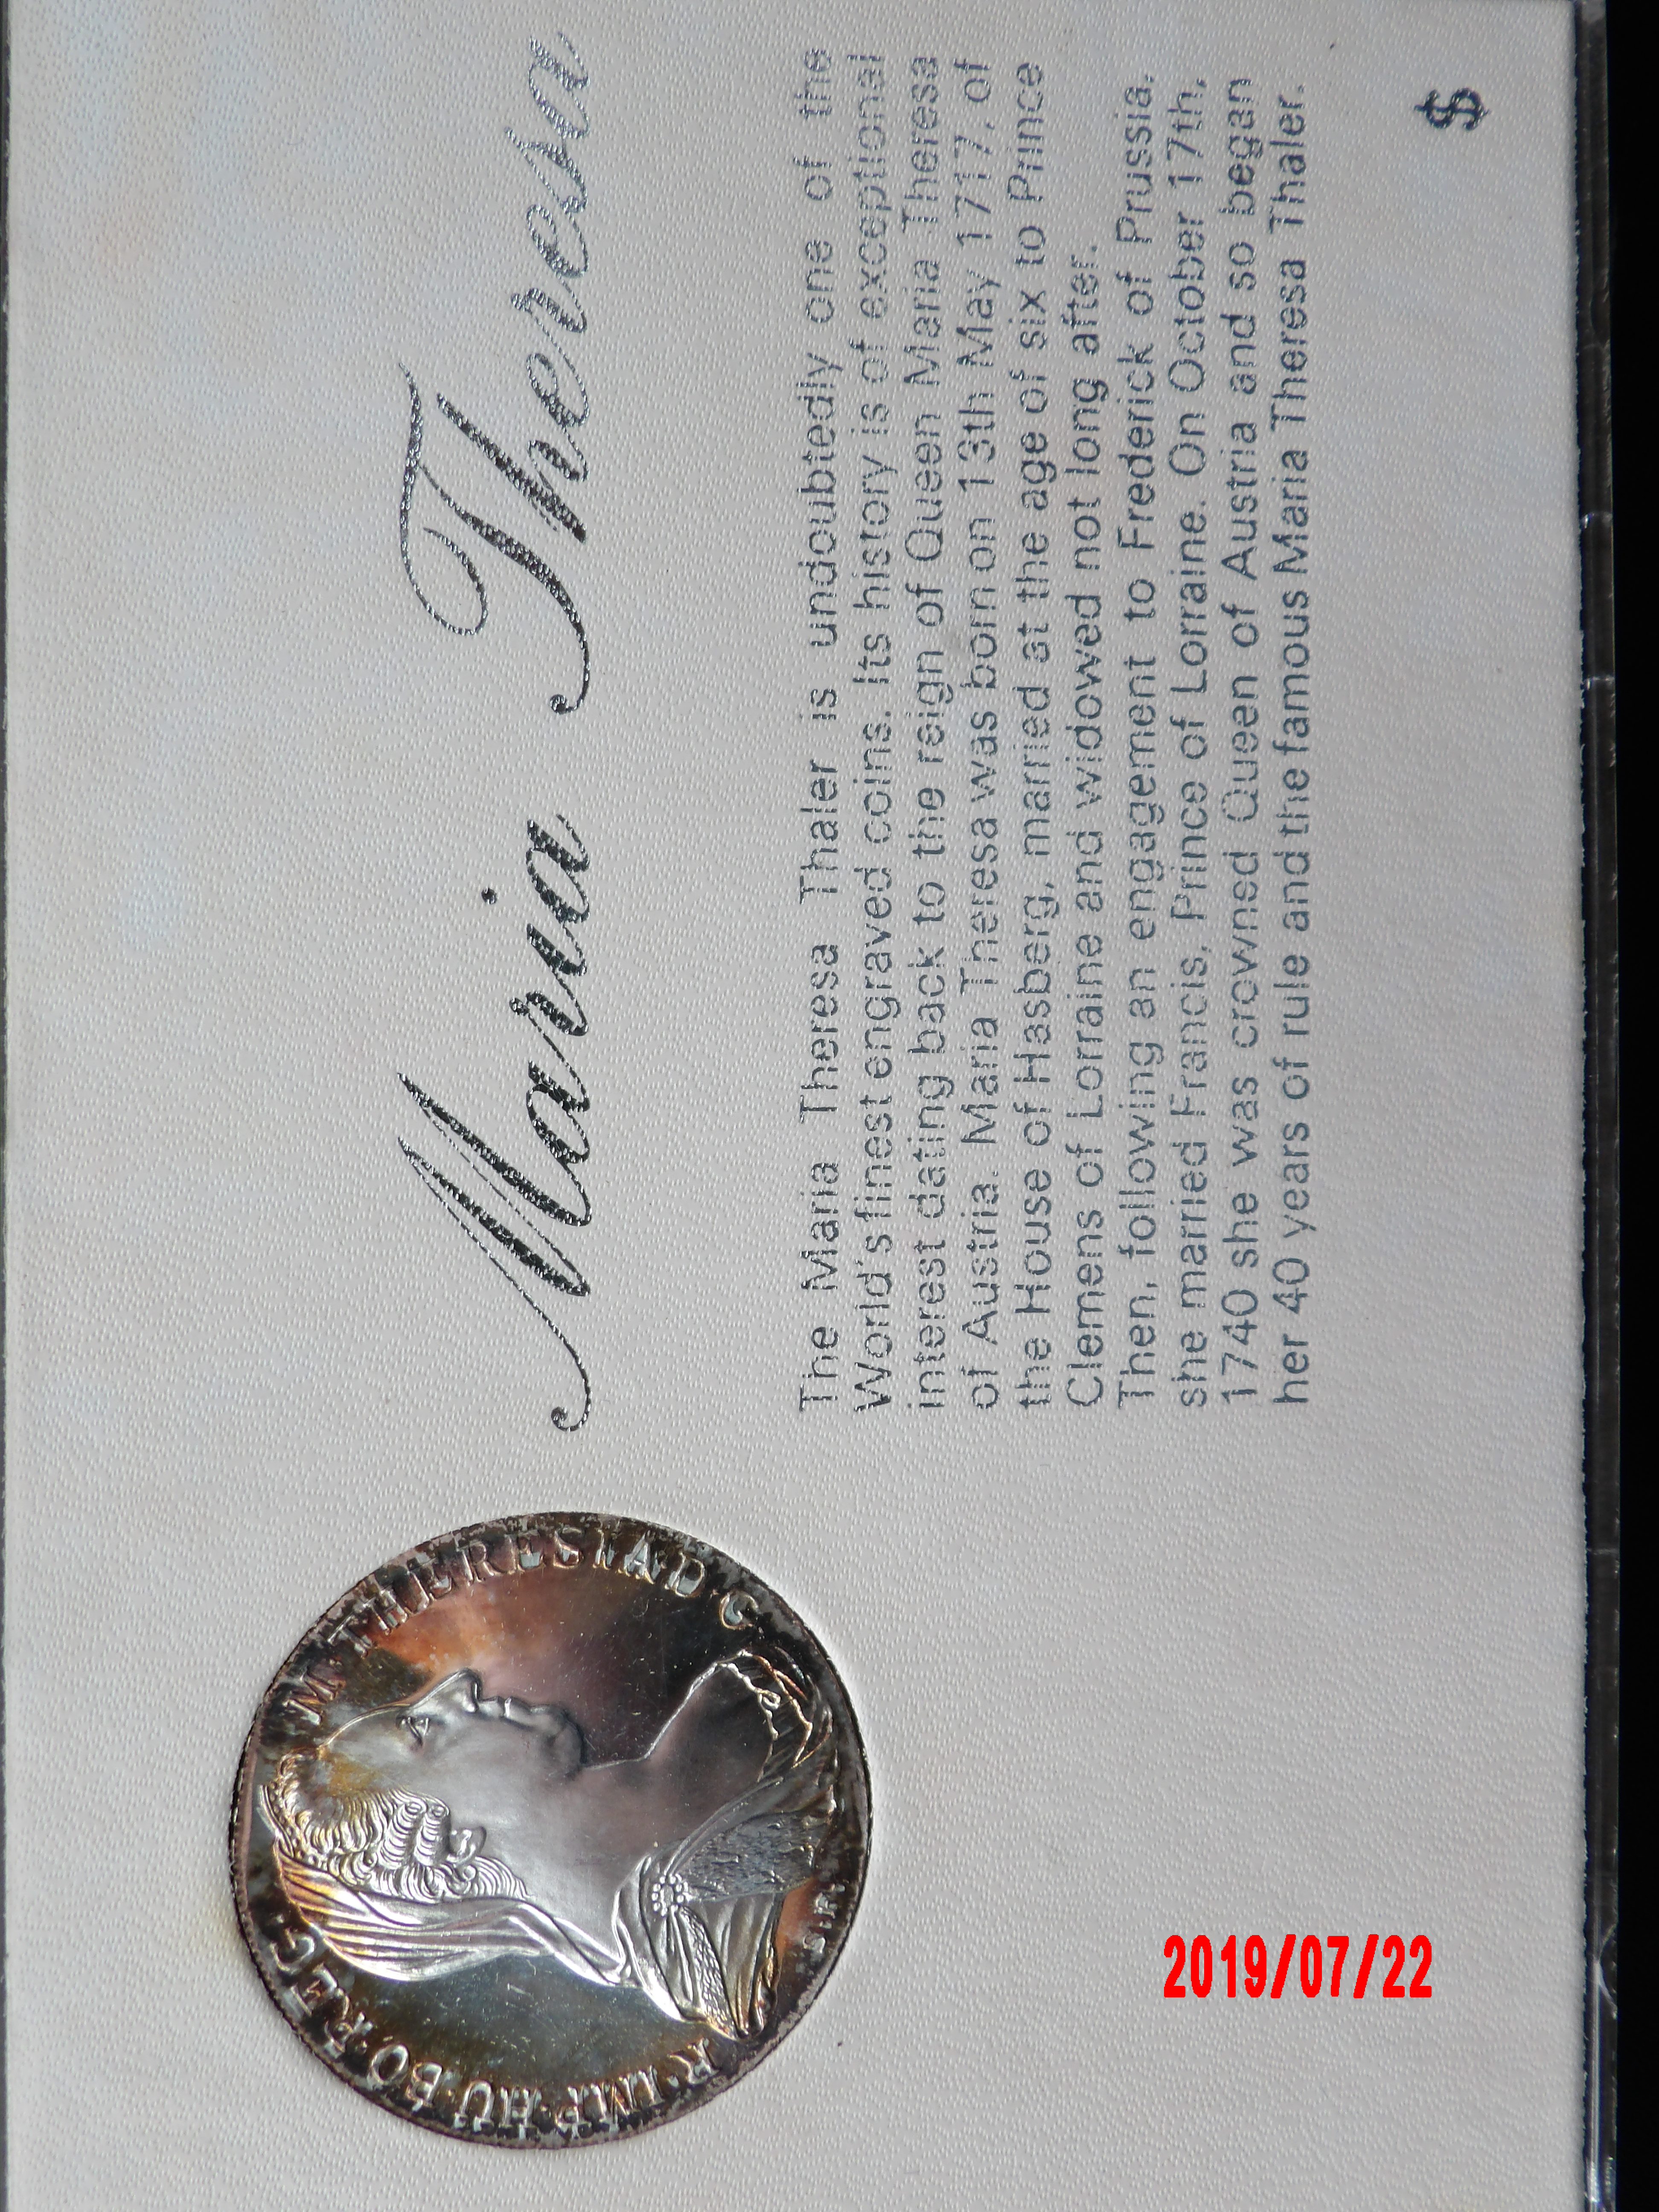 Maria Theresa
The Maria Theresa Thaler is undoubtedly one of the
World's finest engraved coins. Its history is of exceptional
interest dating back to the reign of Queen Maria Theresa
of Austria. Maria Theresa was born on 13th May 1717, of
the House of Hasberg, married at the age of six to Prince
Clemens of Lorraine and widowed not long after.
Then, following an engagement to Frederick of Prussia,
she married Francis, Prince of Lorraine. On October 17th,
1740 she was crowned Queen of Austria and so began
her 40 years of rule and the famous Maria Theresa Thaler.
$
R·IMP·HU·BO·REG·
M·THERESIA·D·G·
S·F·
2019/07/22